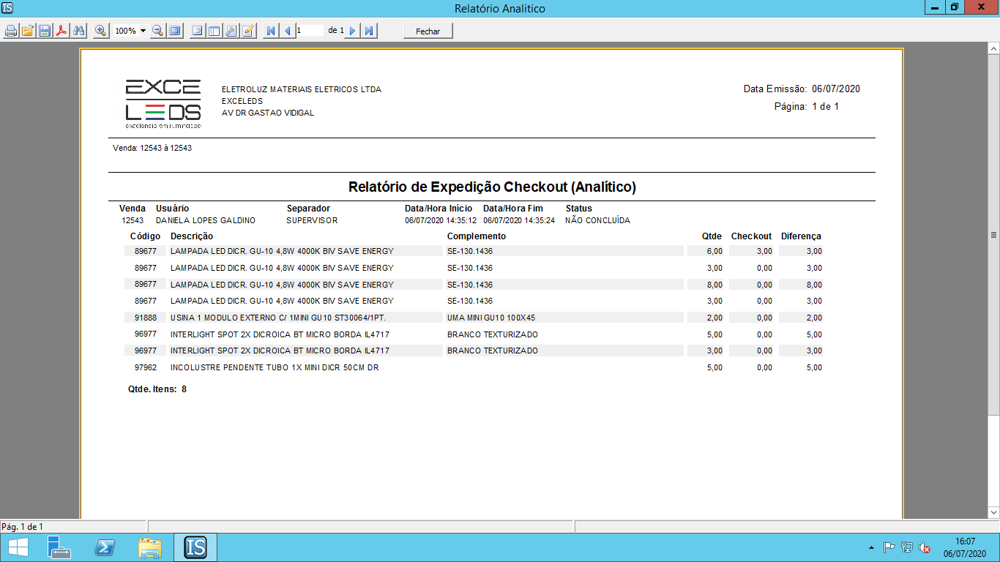 IS
Relatório Analitico
100%
1 de 1
Fechar
EXCE
LEDS
excelência em iluminação
ELETROLUZ MATERIAIS ELETRICOS LTDA
EXCELEDS
AV DR GASTAO VIDIGAL
Data Emissão: 06/07/2020
Página: 1 de 1
Venda: 12543 à 12543
Relatório de Expedição Checkout (Analítico)
Venda Usuário Separador Data/Hora Início Data/Hora Fim Status
12543 DANIELA LOPES GALDINO SUPERVISOR 06/07/2020 14:35:12 06/07/2020 14:35:24 NÃO CONCLUÍDA
Código Descrição Complemento Qtde Checkout Diferença
89677 LAMPADA LED DICR. GU-10 4,8W 4000K BIV SAVE ENERGY SE-130.1436 6,00 3,00 3,00
89677 LAMPADA LED DICR. GU-10 4,8W 4000K BIV SAVE ENERGY SE-130.1436 3,00 0,00 3,00
89677 LAMPADA LED DICR. GU-10 4,8W 4000K BIV SAVE ENERGY SE-130.1436 8,00 0,00 8,00
89677 LAMPADA LED DICR. GU-10 4,8W 4000K BIV SAVE ENERGY SE-130.1436 3,00 0,00 3,00
91888 USINA 1 MODULO EXTERNO C/ 1MINI GU10 ST30064/1PT. UMA MINI GU10 100X45 2,00 0,00 2,00
96977 INTERLIGHT SPOT 2X DICROICA BT MICRO BORDA IL4717 BRANCO TEXTURIZADO 5,00 0,00 5,00
96977 INTERLIGHT SPOT 2X DICROICA BT MICRO BORDA IL4717 BRANCO TEXTURIZADO 3,00 0,00 3,00
97962 INCOLUSTRE PENDENTE TUBO 1X MINI DICR 50CM DR 5,00 0,00 5,00
Qtde. Itens: 8
Pág. 1 de 1
IS
16:07
06/07/2020